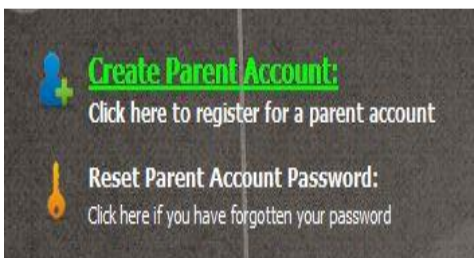 Create Parent Account:
Click here to register for a parent account
Reset Parent Account Password:
Click here if you have forgotten your password